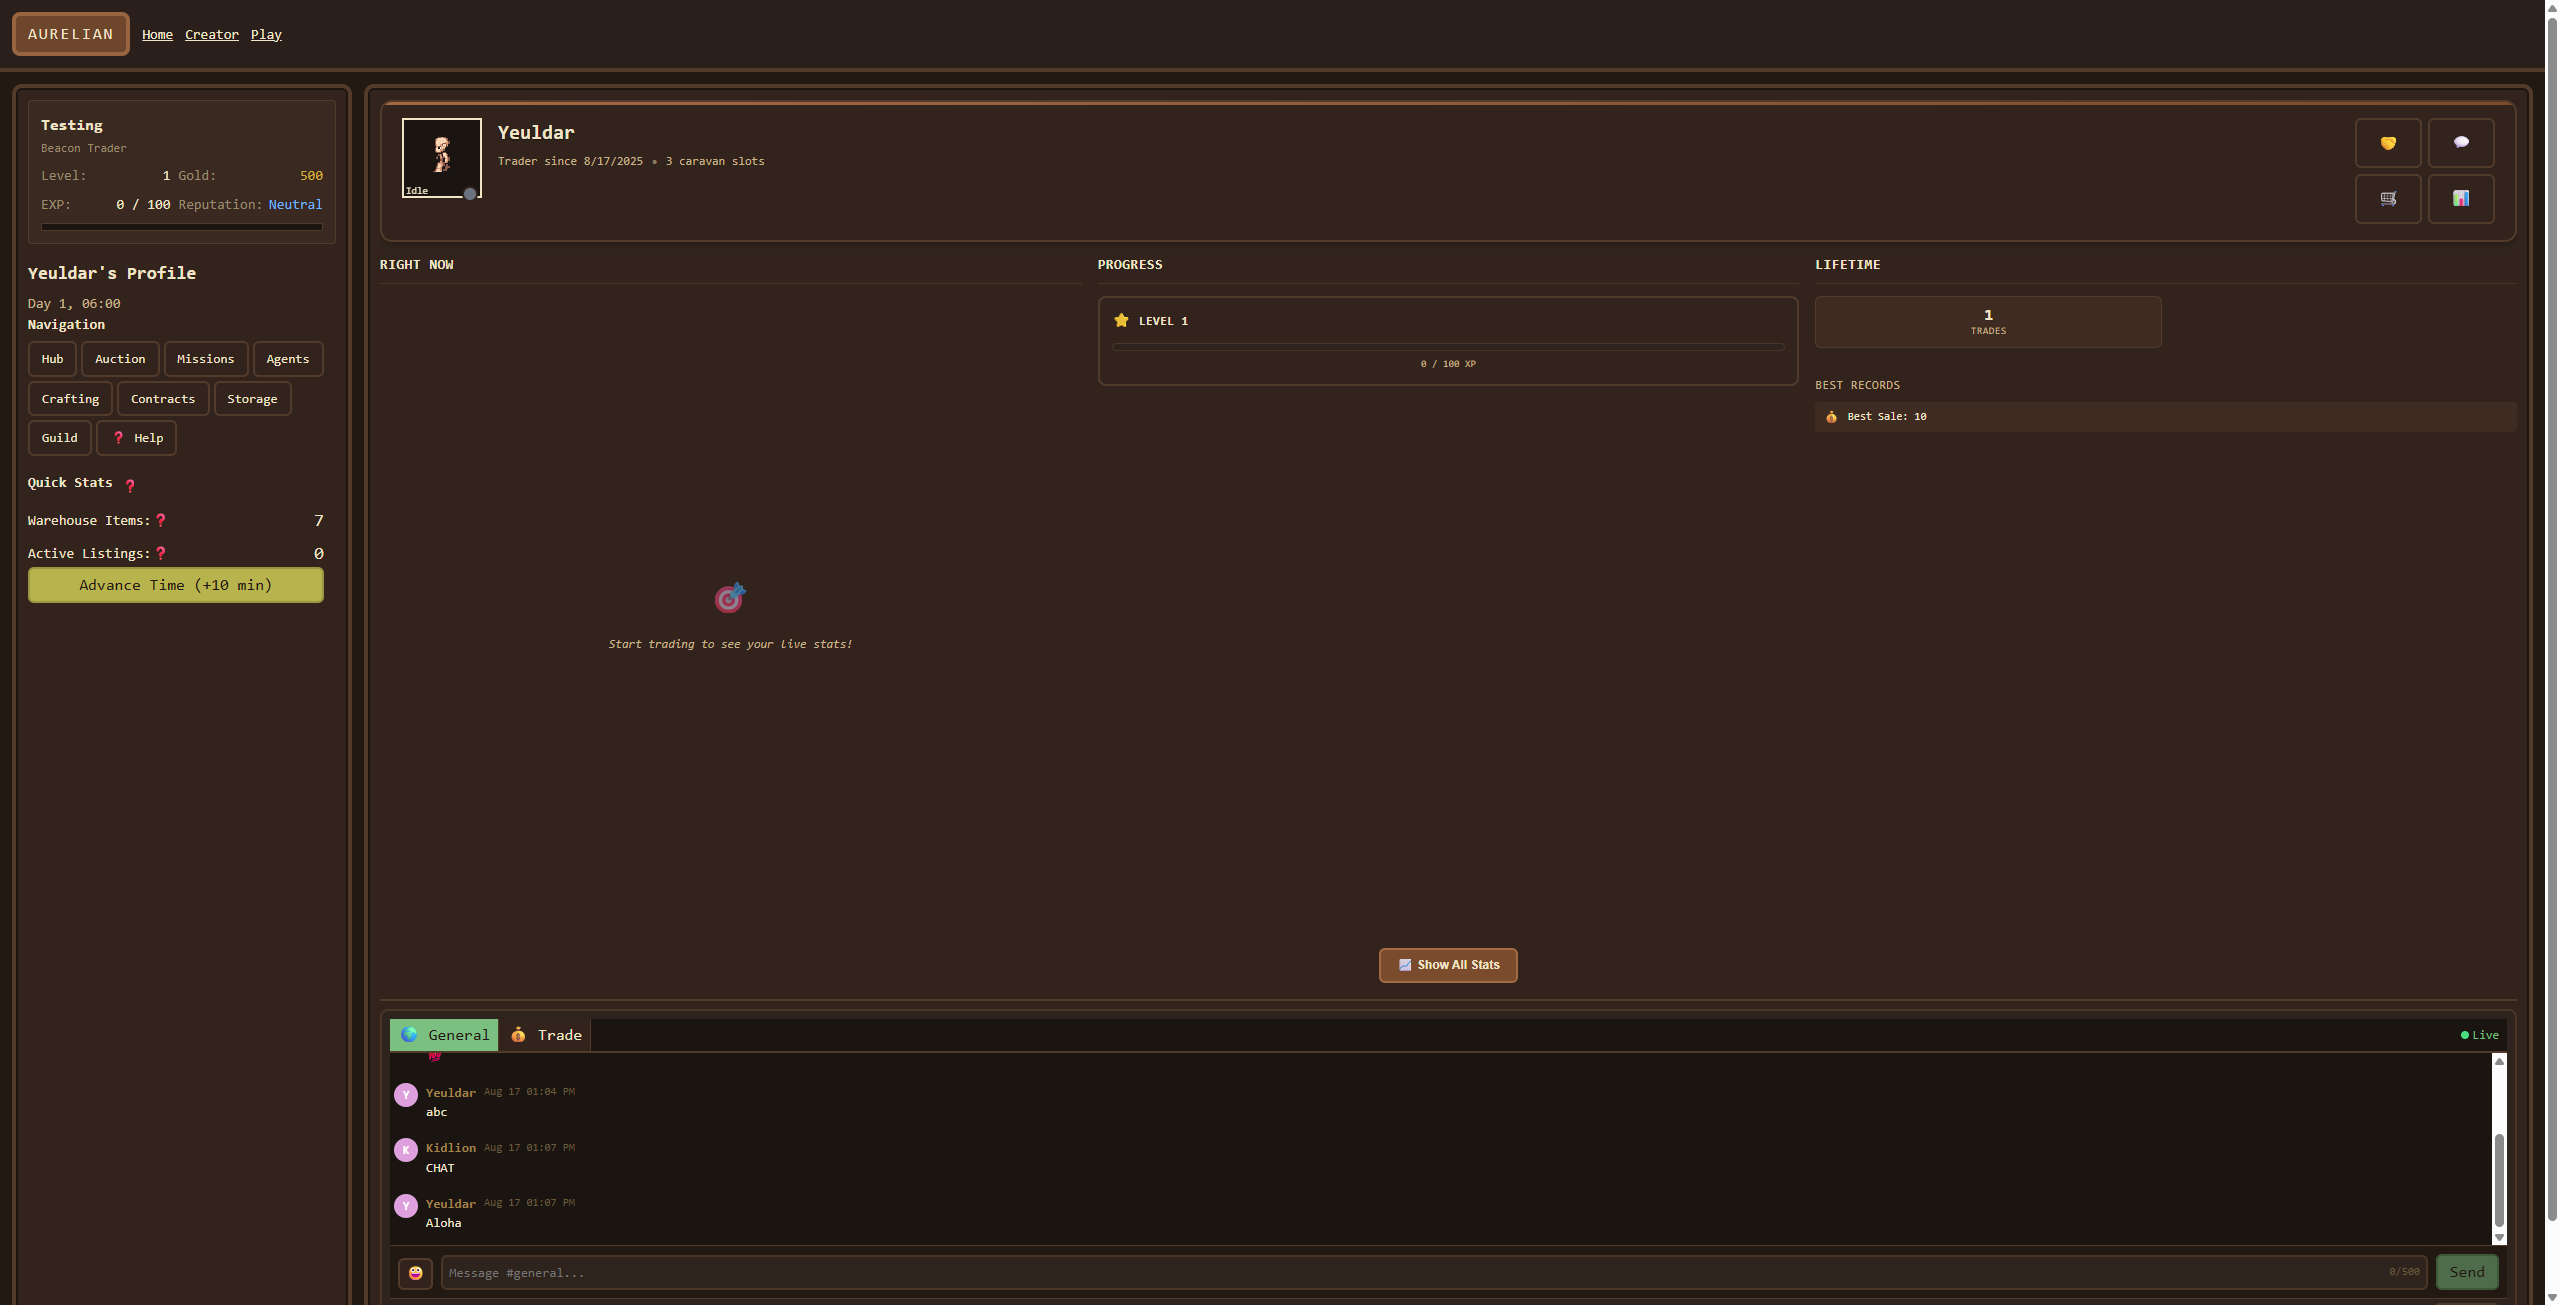 AURELIAN Home Creator Play
Testing
Beacon Trader
Level: 1 Gold: 500
EXP: 0 / 100 Reputation: Neutral
Yeuldar's Profile
Day 1, 06:00
Navigation
Hub Auction Missions Agents
Crafting Contracts Storage
Guild ❓ Help
Quick Stats ❓
Warehouse Items:❓ 7
Active Listings:❓ 0
Advance Time (+10 min)
Idle
Yeuldar
Trader since 8/17/2025 • 3 caravan slots
RIGHT NOW
Start trading to see your live stats!
PROGRESS
LEVEL 1
0 / 100 XP
LIFETIME
1
TRADES
BEST RECORDS
Best Sale: 10
Show All Stats
General Trade Live
Y Yeuldar Aug 17 01:04 PM
abc
K Kidlion Aug 17 01:07 PM
CHAT
Y Yeuldar Aug 17 01:07 PM
Aloha
Message #general... 0/500 Send